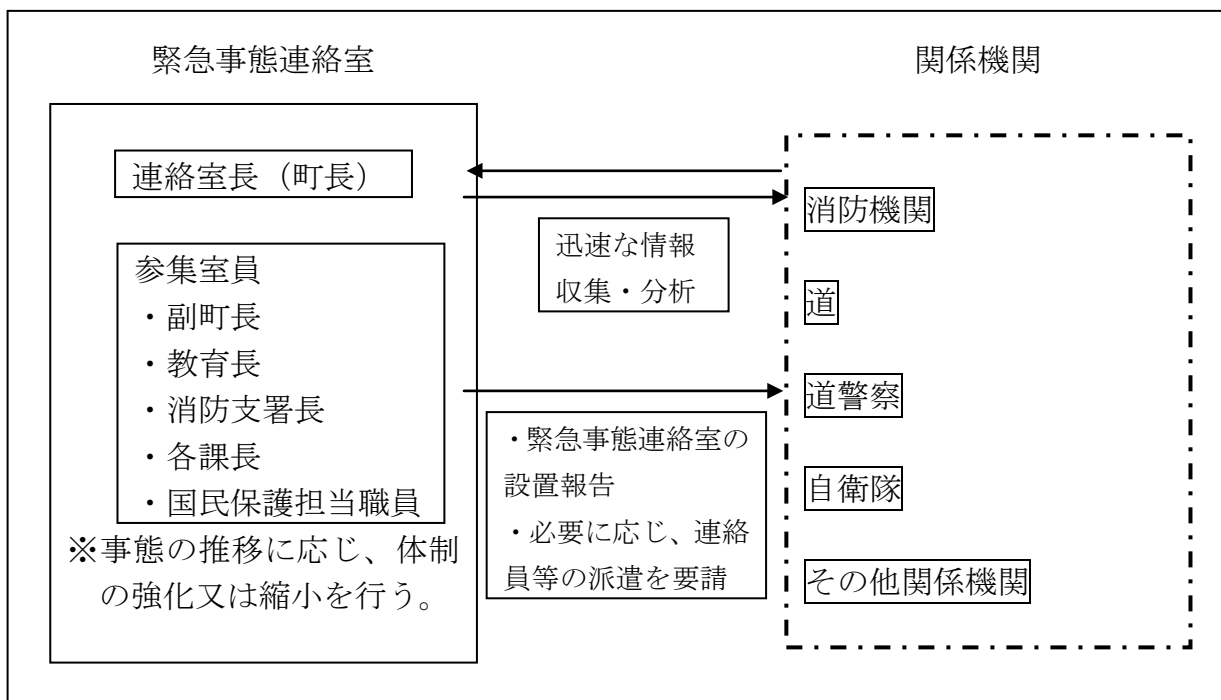 緊急事態連絡室
関係機関
連絡室長（町長）
参集室員
・副町長
・教育長
・消防支署長
・各課長
・国民保護担当職員
※事態の推移に応じ、体制
の強化又は縮小を行う。
迅速な情報
収集・分析
・緊急事態連絡室の
設置報告
・必要に応じ、連絡
員等の派遣を要請
消防機関
道
道警察
自衛隊
その他関係機関